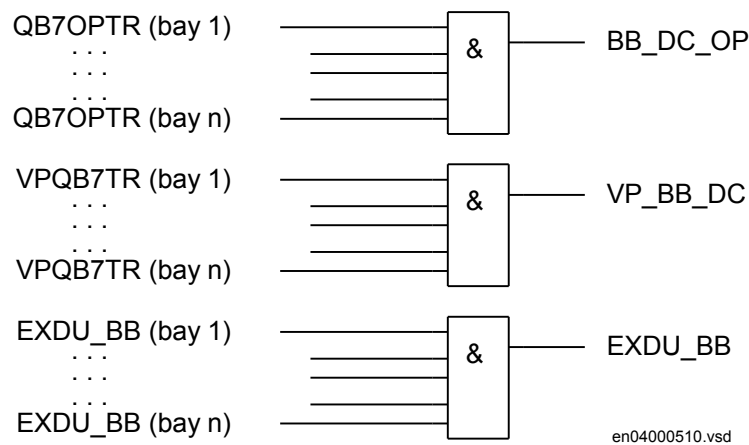 QB7OPTR (bay 1)
. . .
. . .
. . .
QB7OPTR (bay n)
&
BB_DC_OP
VPQB7TR (bay 1)
. . .
. . .
. . .
VPQB7TR (bay n)
&
VP_BB_DC
EXDU_BB (bay 1)
. . .
. . .
. . .
EXDU_BB (bay n)
&
EXDU_BB
en04000510.vsd